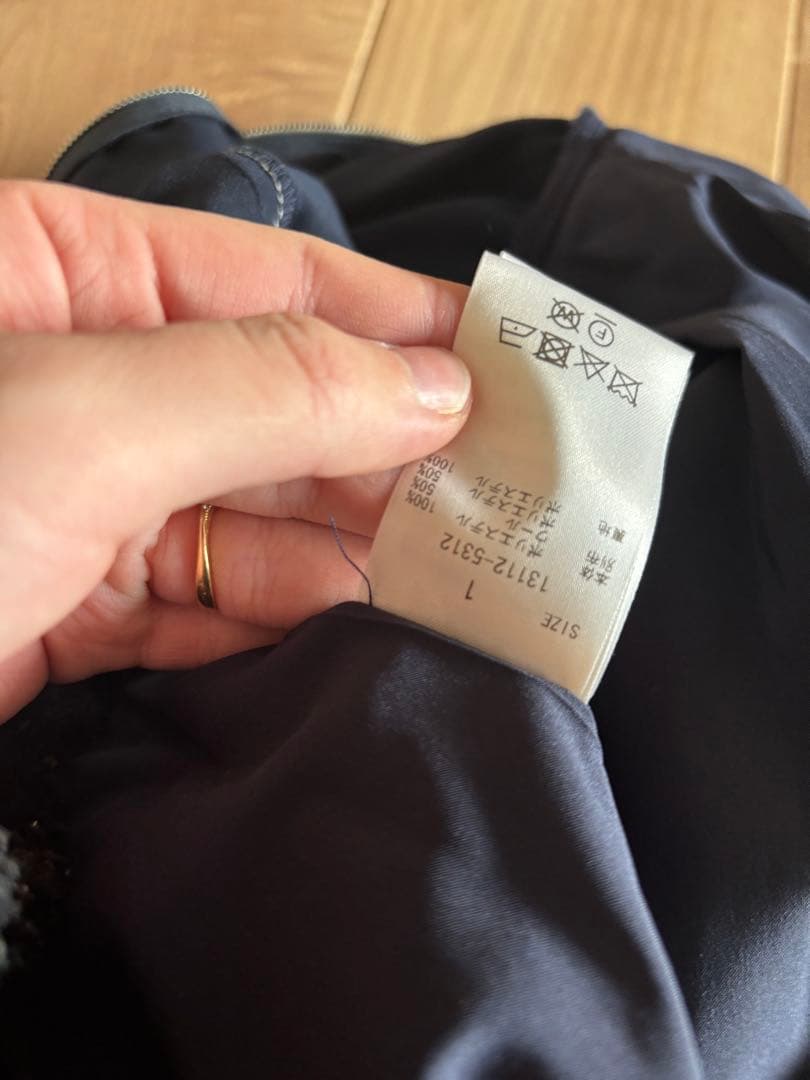 SIZE 1
13112-5312
本体 ポリエステル 100%
別布 ウール 50%
ポリエステル 50%
裏地 ポリエステル 100%
F W